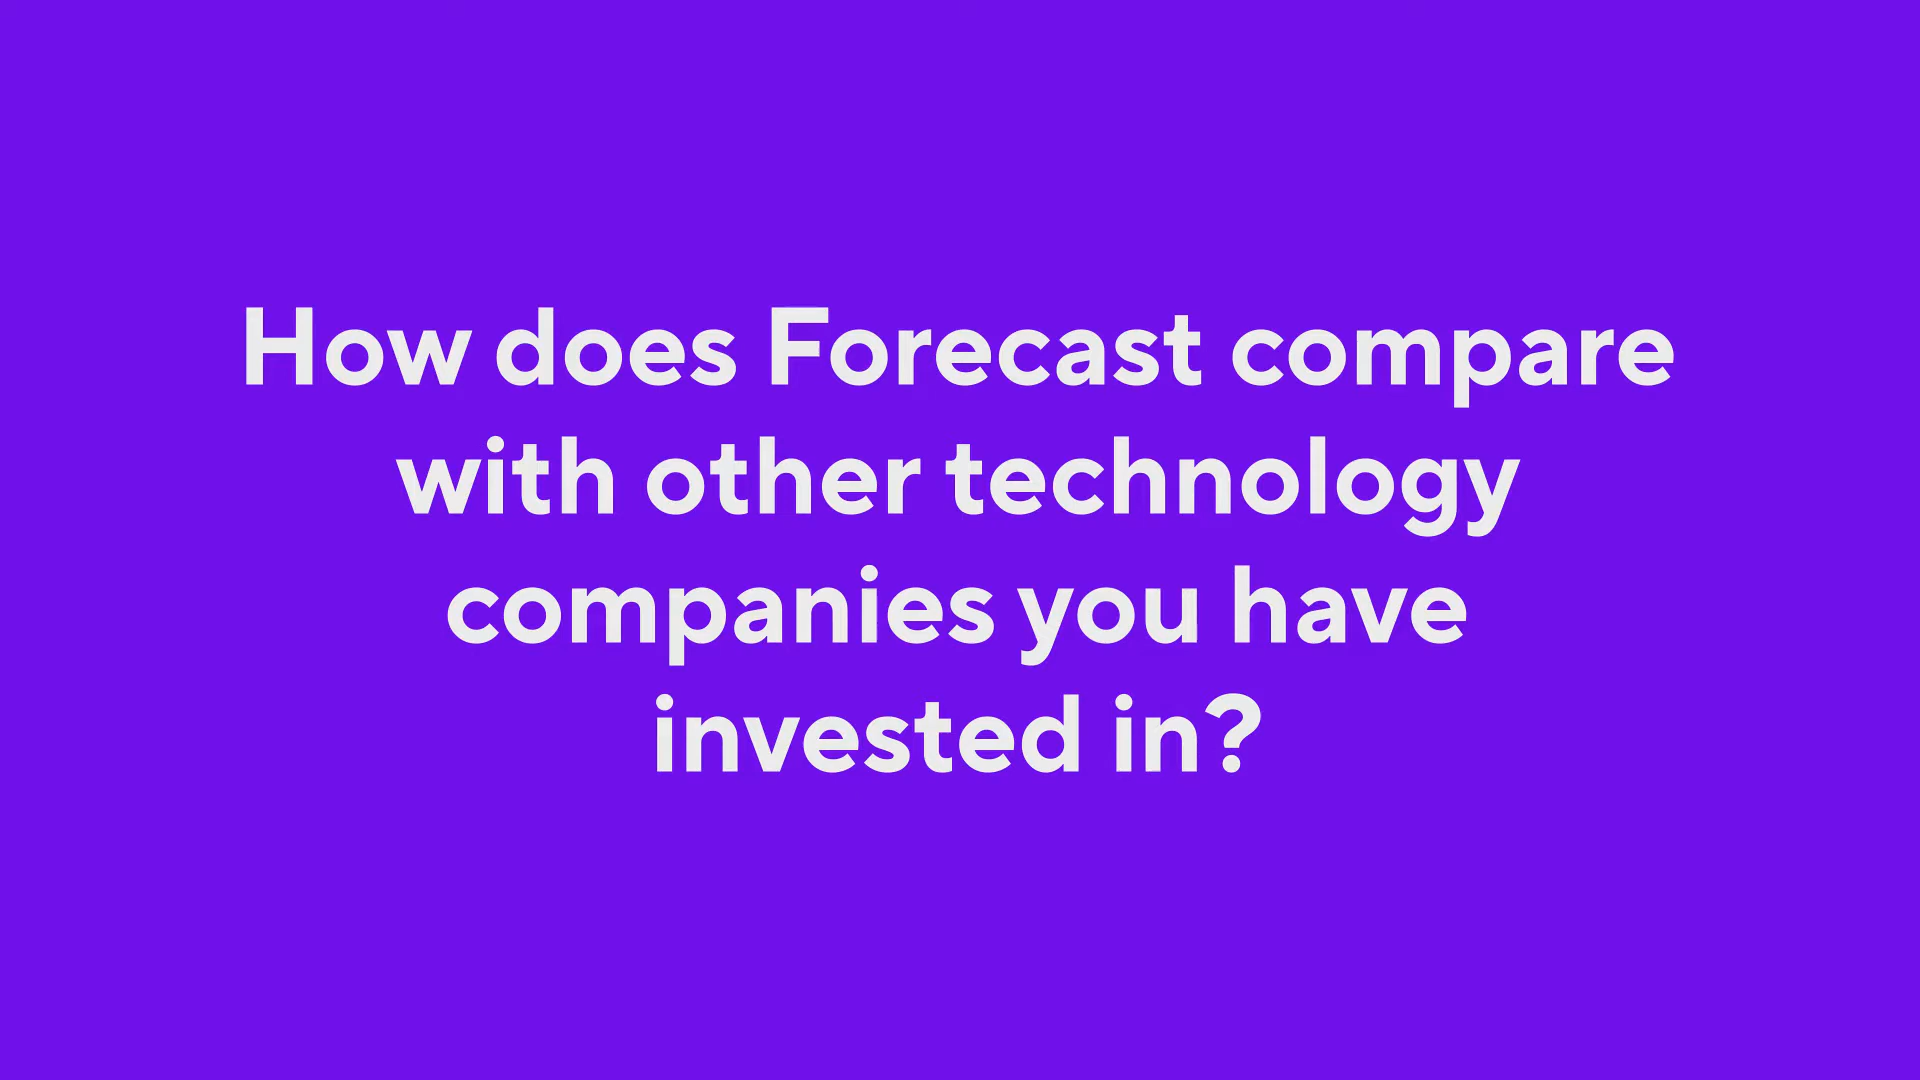 How does Forecast compare
with other technology
companies you have
invested in?